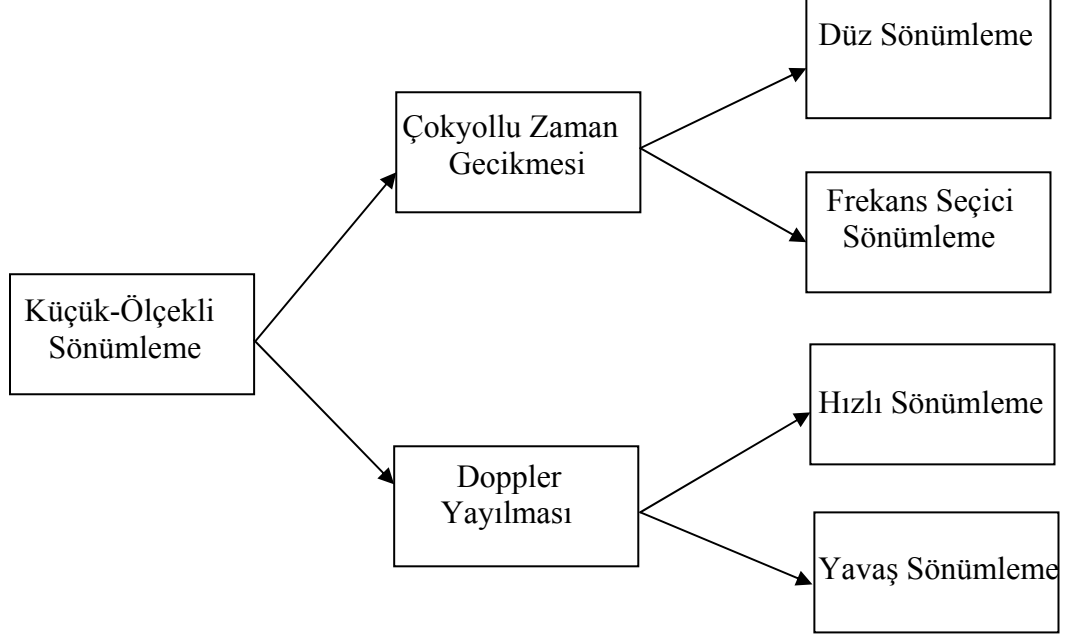 Düz Sönümleme
Çokyollu Zaman
Gecikmesi
Frekans Seçici
Sönümleme
Küçük-Ölçekli
Sönümleme
Hızlı Sönümleme
Doppler
Yayılması
Yavaş Sönümleme